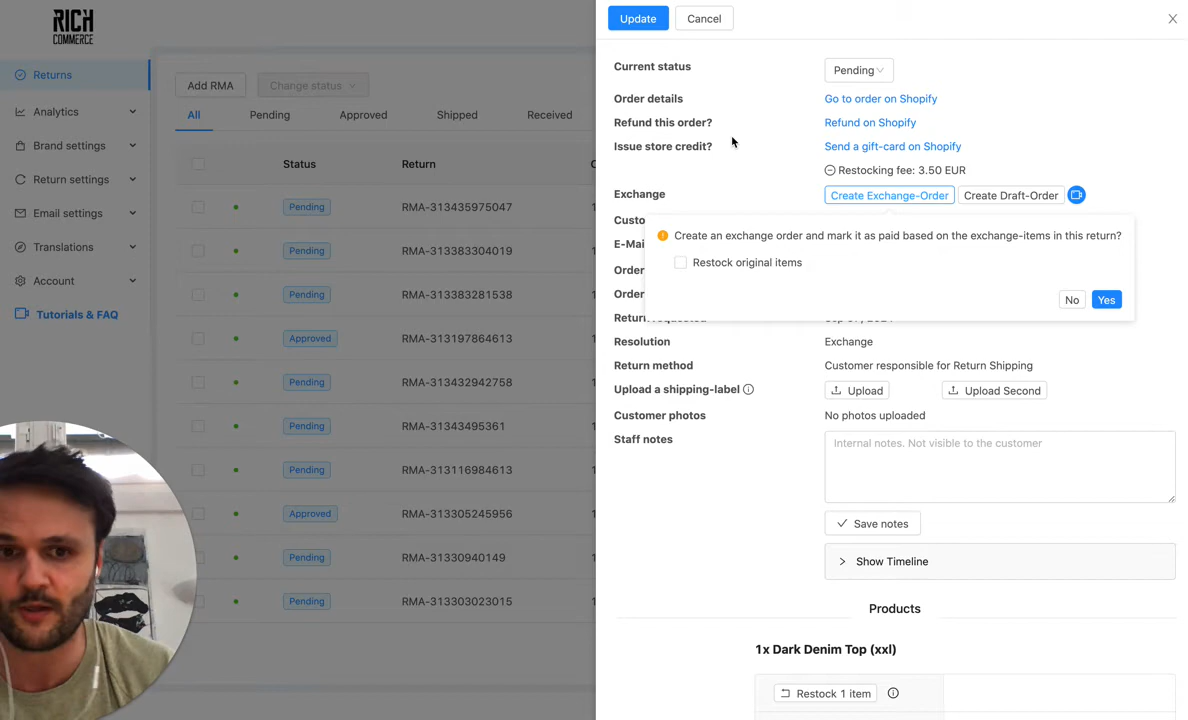 RICH
COMMERCE
Returns
Analytics
Brand settings
Return settings
Email settings
Translations
Account
Tutorials & FAQ
Add RMA
Change status
All
Pending
Approved
Shipped
Received
Status
Return
Pending
RMA-313435975047
Pending
RMA-313383304019
Pending
RMA-313383281538
Approved
RMA-313197864613
Pending
RMA-313432942758
Pending
RMA-31343495361
Pending
RMA-313116984613
Approved
RMA-313305245956
Pending
RMA-31330940149
Pending
RMA-313303023015
Update
Cancel
Current status
Pending
Order details
Go to order on Shopify
Refund this order?
Refund on Shopify
Issue store credit?
Send a gift-card on Shopify
Restocking fee: 3.50 EUR
Exchange
Create Exchange-Order
Create Draft-Order
Custo
E-Mai
Order
Order
Create an exchange order and mark it as paid based on the exchange-items in this return?
Restock original items
No
Yes
Resolution
Exchange
Return method
Customer responsible for Return Shipping
Upload a shipping-label
Upload
Upload Second
Customer photos
No photos uploaded
Staff notes
Internal notes. Not visible to the customer
Save notes
Show Timeline
Products
1x Dark Denim Top (xxl)
Restock 1 item